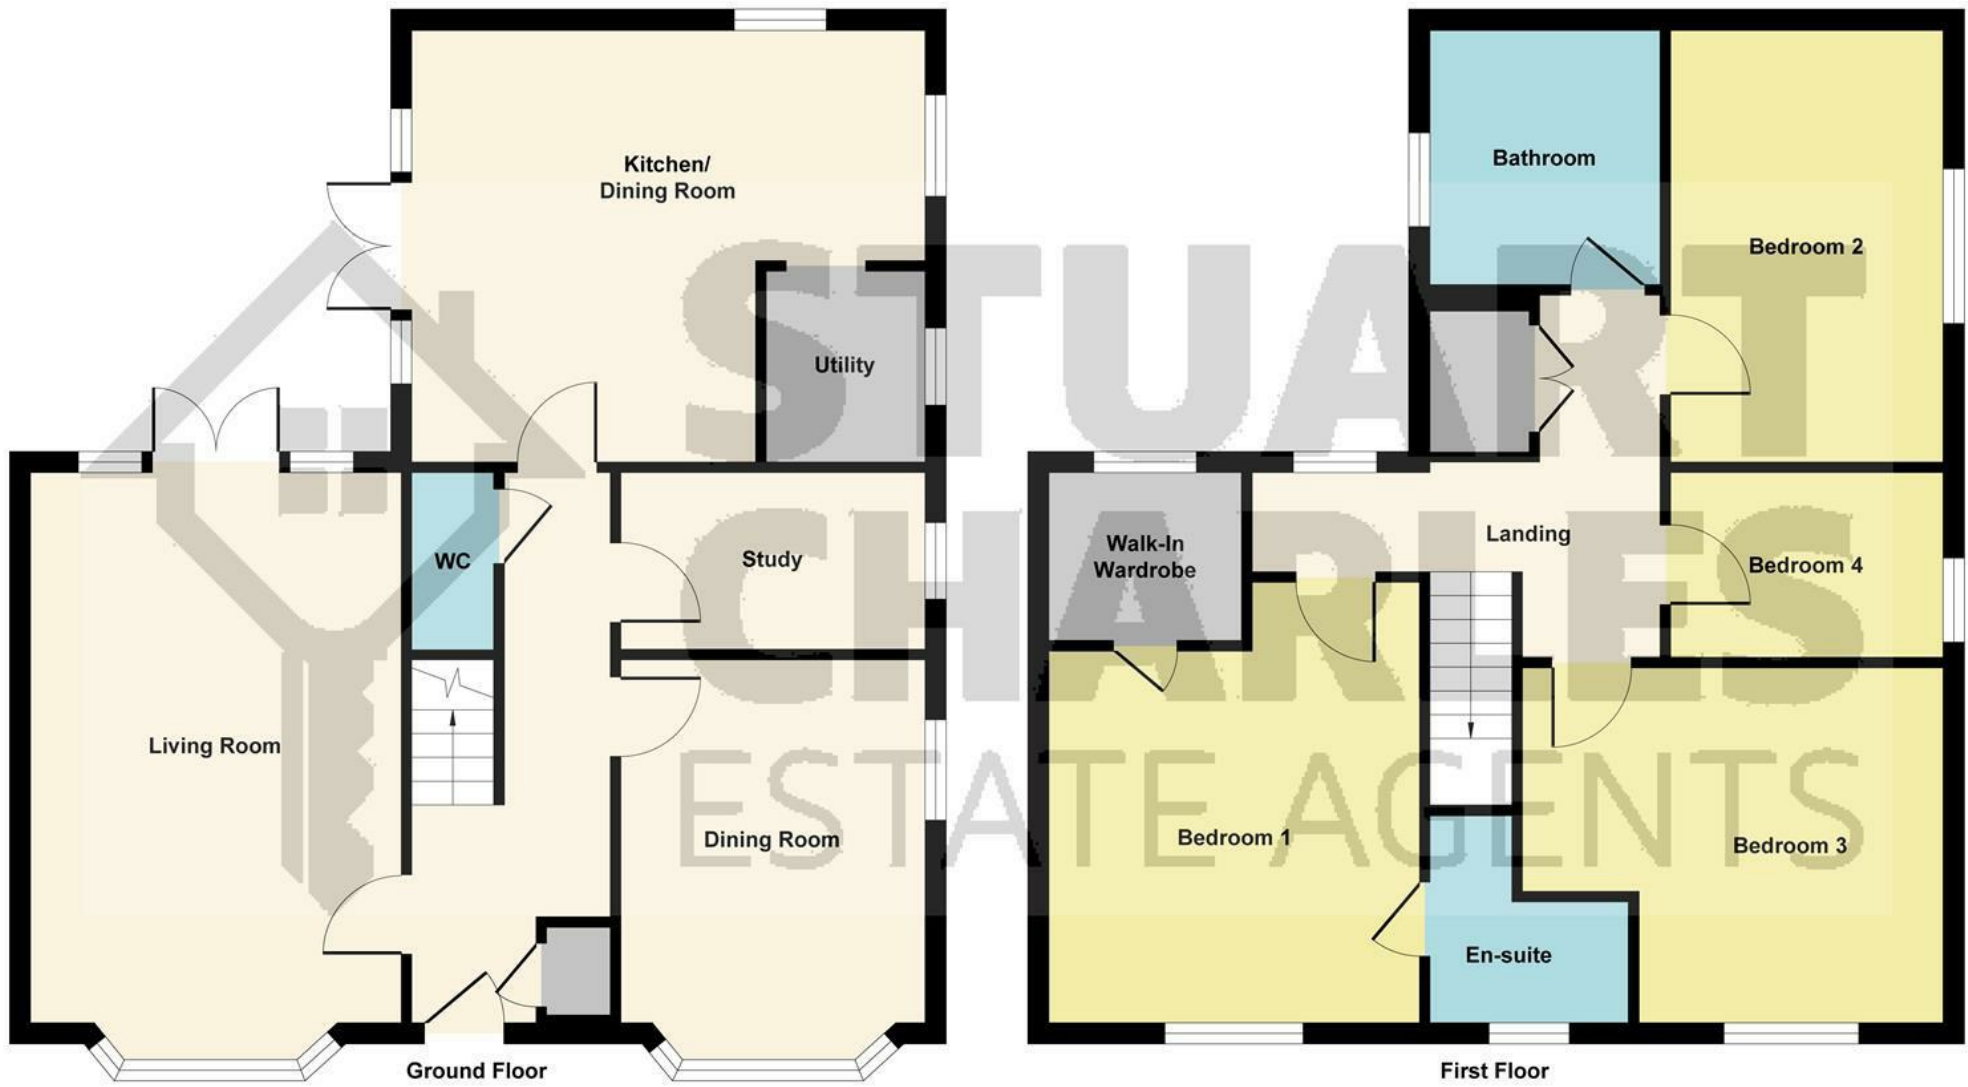 Kitchen/
Dining Room
Utility
WC
Study
Living Room
Dining Room
Ground Floor
Bathroom
Bedroom 2
Walk-In
Wardrobe
Landing
Bedroom 4
Bedroom 1
Bedroom 3
En-suite
First Floor
STUART
CHARLES
ESTATE AGENTS